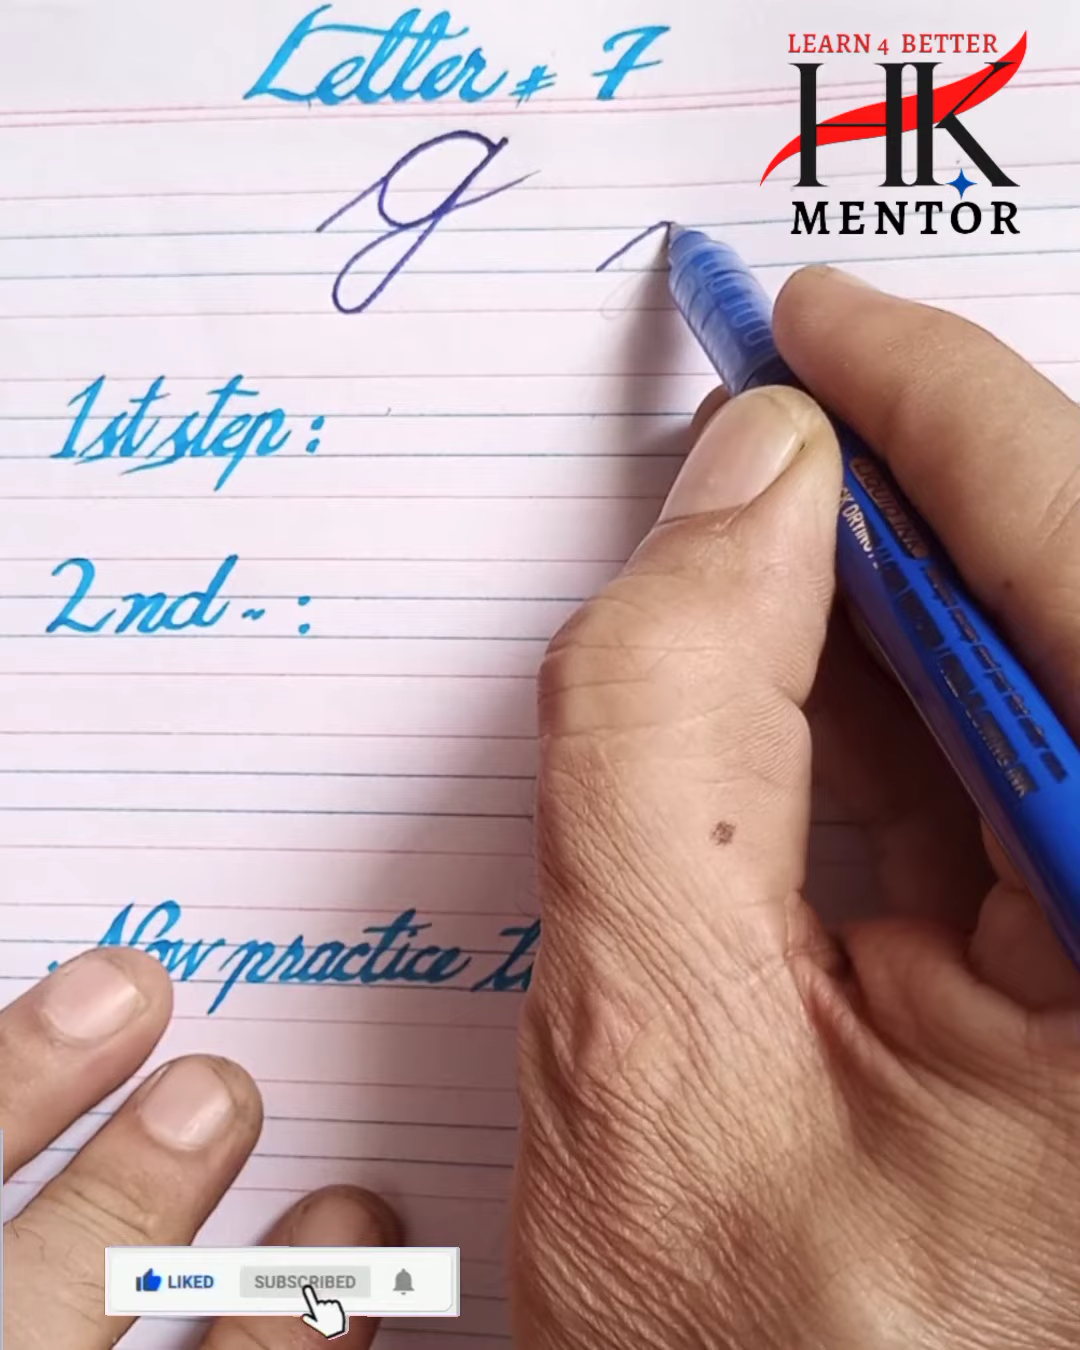 Letter # 7
LEARN 4 BETTER
HK
MENTOR
g
1st step :
2nd ~ :
Now practice
LIKED SUBSCRIBED